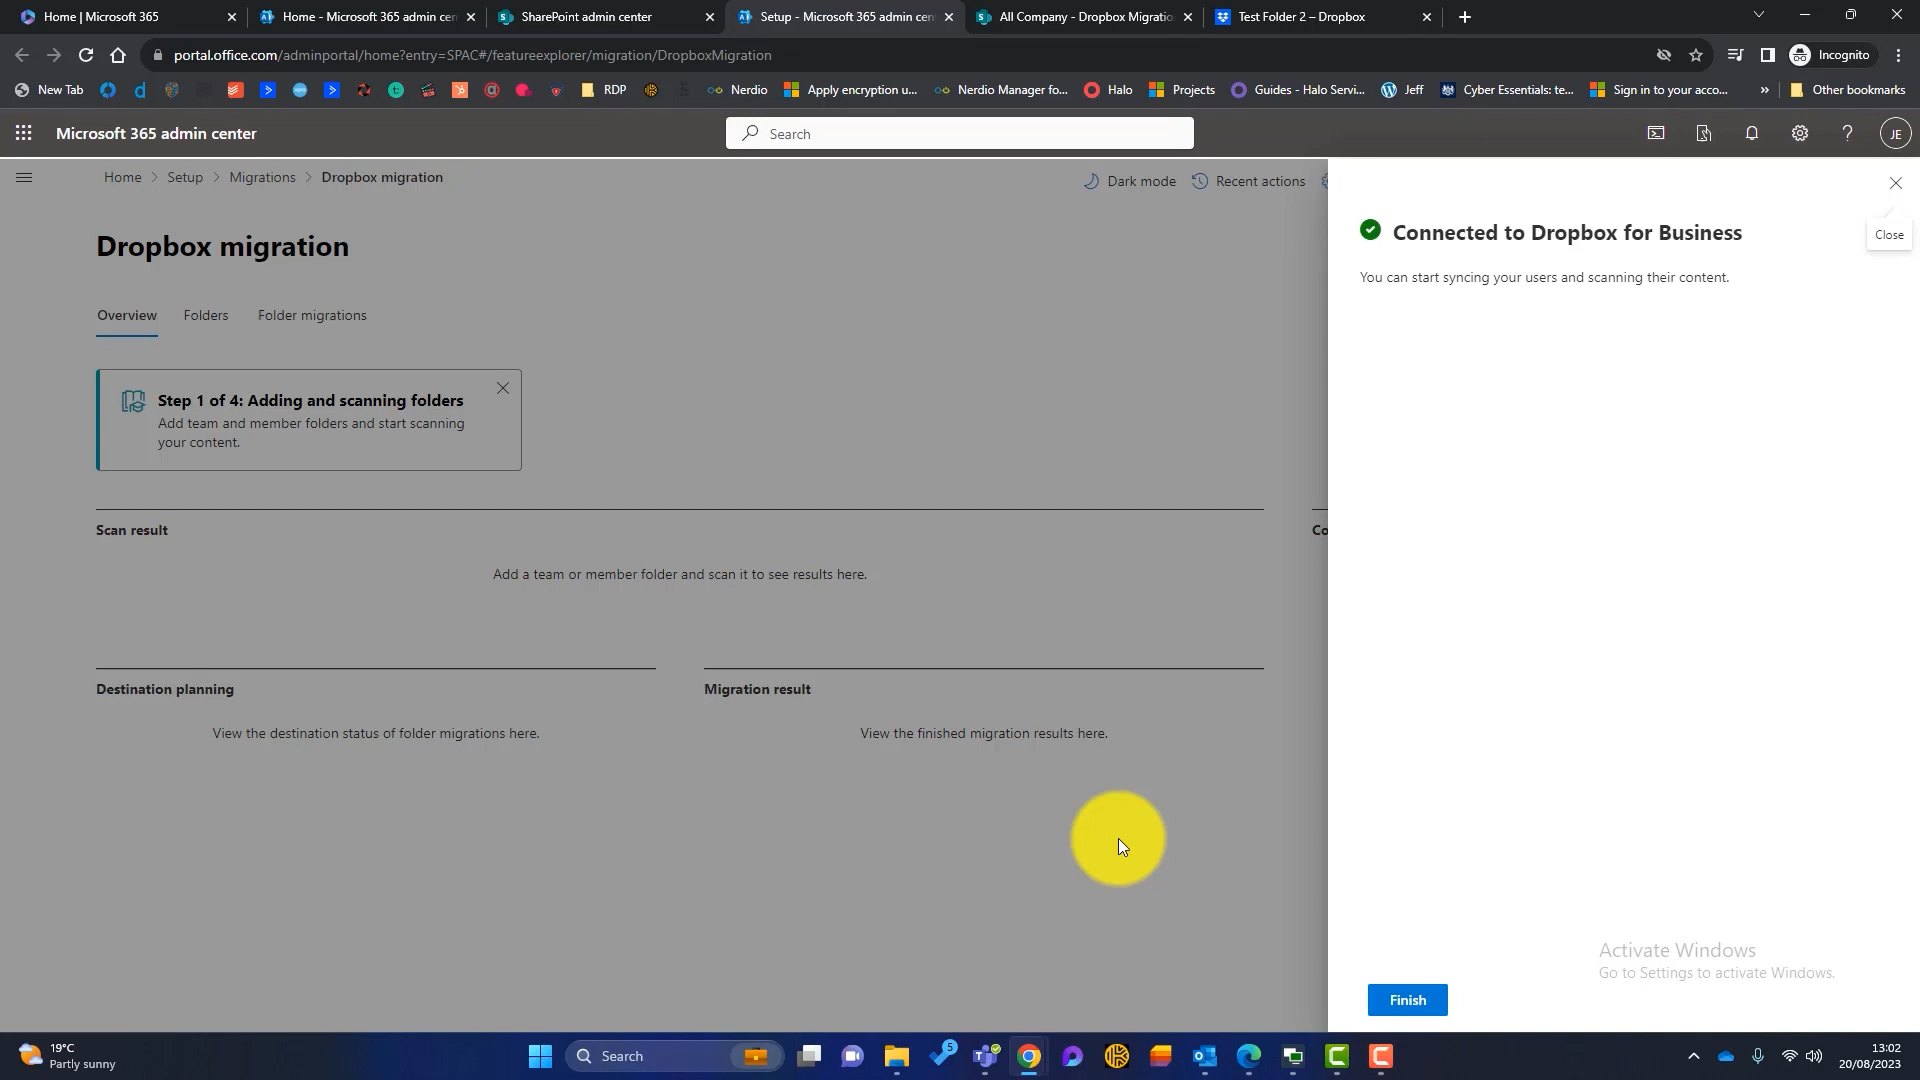 Home | Microsoft 365
Home - Microsoft 365 admin cen
SharePoint admin center
Setup - Microsoft 365 admin cen
All Company - Dropbox Migratio
Test Folder 2 – Dropbox
portal.office.com/adminportal/home?entry=SPAC#/featureexplorer/migration/DropboxMigration
Incognito
New Tab
RDP
Nerdio
Apply encryption u...
Nerdio Manager fo...
Halo
Projects
Guides - Halo Servi...
Jeff
Cyber Essentials: te...
Sign in to your acco...
Other bookmarks
Microsoft 365 admin center
Search
JE
Home > Setup > Migrations > Dropbox migration
Dark mode
Recent actions
Close
Connected to Dropbox for Business
You can start syncing your users and scanning their content.
Dropbox migration
Overview
Folders
Folder migrations
Step 1 of 4: Adding and scanning folders
Add team and member folders and start scanning
your content.
Scan result
Co
Add a team or member folder and scan it to see results here.
Destination planning
Migration result
View the destination status of folder migrations here.
View the finished migration results here.
Activate Windows
Go to Settings to activate Windows.
Finish
19°C
Partly sunny
Search
5
13:02
20/08/2023